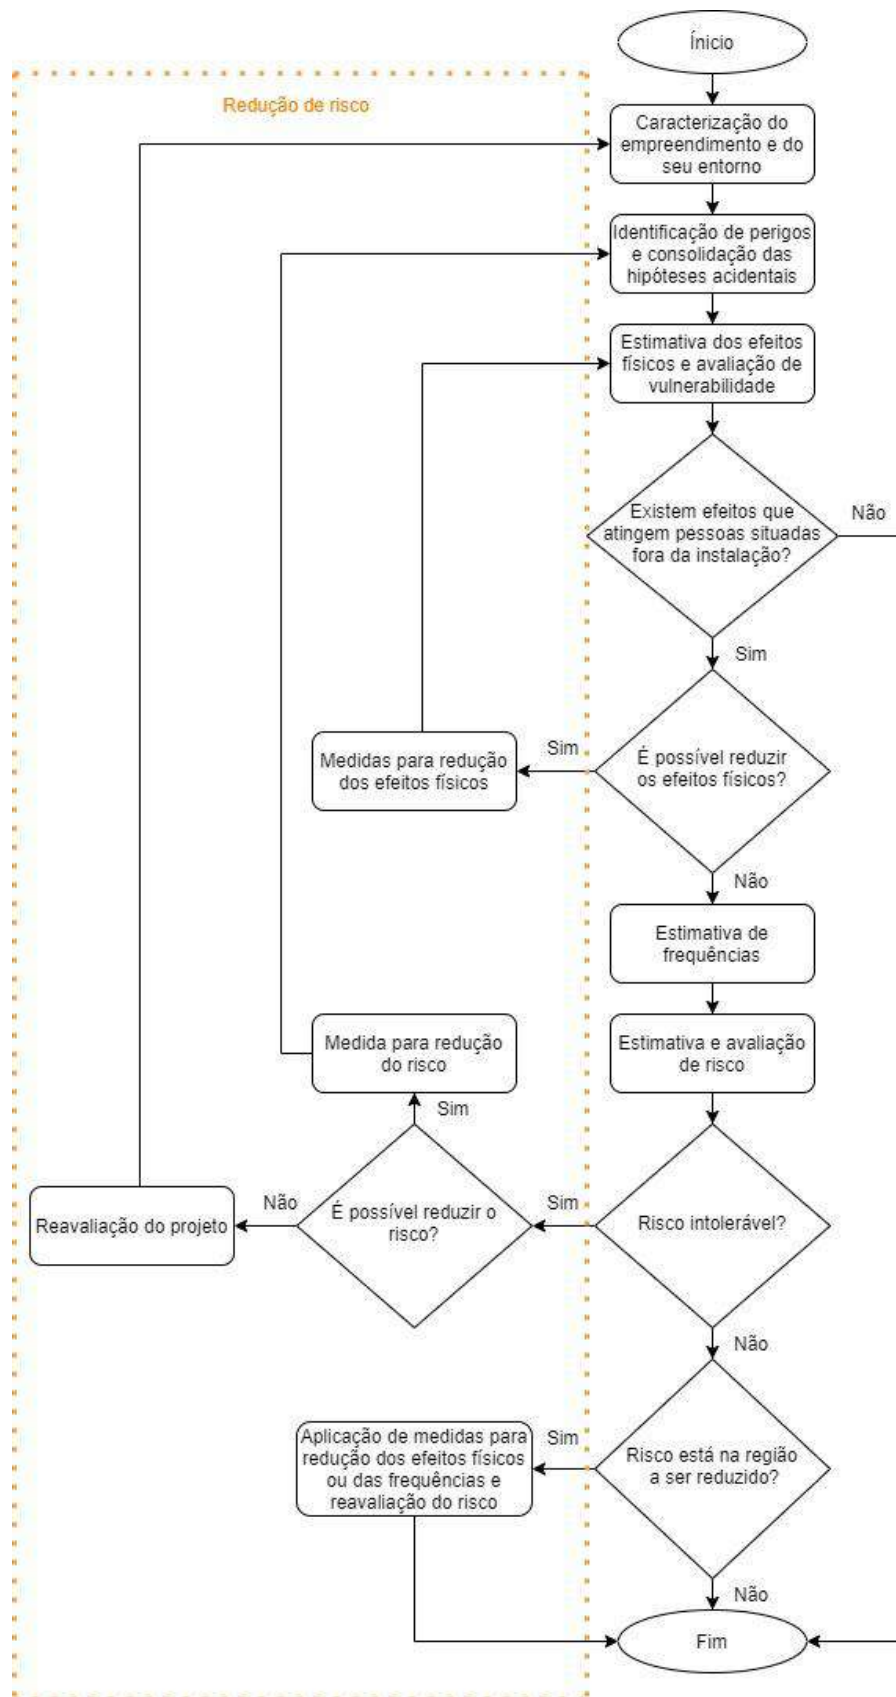 Ínicio
Redução de risco
Caracterização do
empreendimento e do
seu entorno
Identificação de perigos
e consolidação das
hipóteses acidentais
Estimativa dos efeitos
físicos e avaliação de
vulnerabilidade
Existem efeitos que
atingem pessoas situadas
fora da instalação?
Não
Sim
É possível reduzir
os efeitos físicos?
Sim
Medidas para redução
dos efeitos físicos
Não
Estimativa de
frequências
Estimativa e avaliação
de risco
Medida para redução
do risco
Sim
Risco intolerável?
Sim
É possível reduzir o
risco?
Não
Reavaliação do projeto
Não
Risco está na região
a ser reduzido?
Sim
Aplicação de medidas para
redução dos efeitos físicos
ou das frequências e
reavaliação do risco
Não
Fim